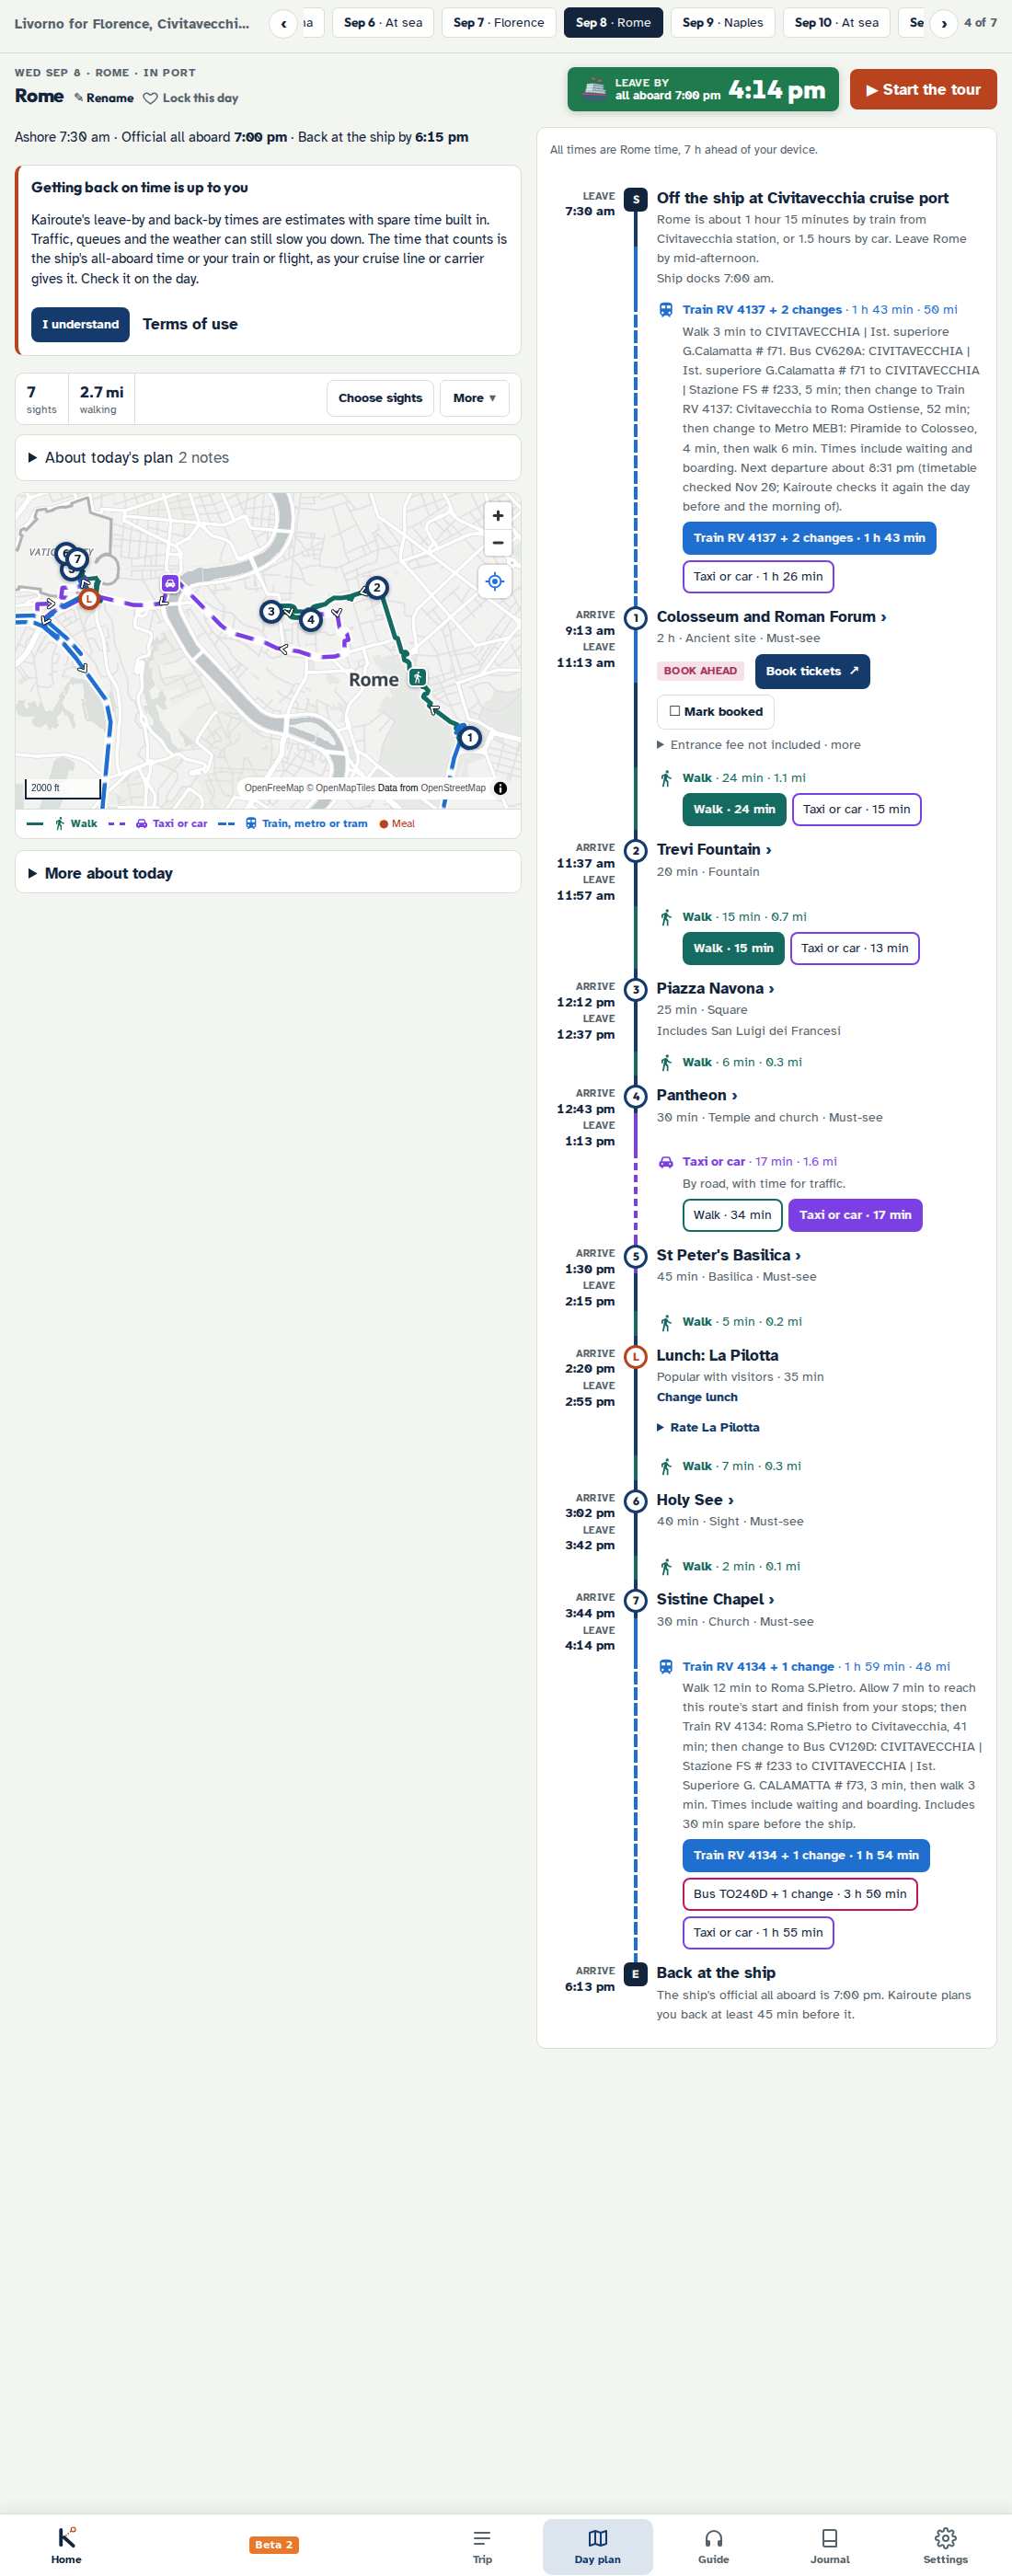 Livorno for Florence, Civitavecchi...
‹
na
Sep 6 · At sea
Sep 7 · Florence
Sep 8 · Rome
Sep 9 · Naples
Sep 10 · At sea
Se
›
4 of 7
WED SEP 8 · ROME · IN PORT
Rome ✎ Rename Lock this day
LEAVE BY
all aboard 7:00 pm
4:14 pm
▶ Start the tour
Ashore 7:30 am · Official all aboard 7:00 pm · Back at the ship by 6:15 pm
Getting back on time is up to you
Kairoute's leave-by and back-by times are estimates with spare time built in.
Traffic, queues and the weather can still slow you down. The time that counts is
the ship's all-aboard time or your train or flight, as your cruise line or carrier
gives it. Check it on the day.
I understand
Terms of use
7
sights
2.7 mi
walking
Choose sights
More ▾
▶ About today's plan 2 notes
5
7
L
3
4
2
1
Rome
+
−
2000 ft
OpenFreeMap © OpenMapTiles Data from OpenStreetMap
Walk
Taxi or car
Train, metro or tram
Meal
▶ More about today
All times are Rome time, 7 h ahead of your device.
LEAVE
7:30 am
S
Off the ship at Civitavecchia cruise port
Rome is about 1 hour 15 minutes by train from
Civitavecchia station, or 1.5 hours by car. Leave Rome
by mid-afternoon.
Ship docks 7:00 am.
Train RV 4137 + 2 changes · 1 h 43 min · 50 mi
Walk 3 min to CIVITAVECCHIA | Ist. superiore
G.Calamatta # f71. Bus CV620A: CIVITAVECCHIA |
Ist. superiore G.Calamatta # f71 to CIVITAVECCHIA
| Stazione FS # f233, 5 min; then change to Train
RV 4137: Civitavecchia to Roma Ostiense, 52 min;
then change to Metro MEB1: Piramide to Colosseo,
4 min, then walk 6 min. Times include waiting and
boarding. Next departure about 8:31 pm (timetable
checked Nov 20; Kairoute checks it again the day
before and the morning of).
Train RV 4137 + 2 changes · 1 h 43 min
Taxi or car · 1 h 26 min
ARRIVE
9:13 am
LEAVE
11:13 am
1
Colosseum and Roman Forum ›
2 h · Ancient site · Must-see
BOOK AHEAD
Book tickets ↗
☐ Mark booked
▶ Entrance fee not included · more
Walk · 24 min · 1.1 mi
Walk · 24 min
Taxi or car · 15 min
ARRIVE
11:37 am
LEAVE
11:57 am
2
Trevi Fountain ›
20 min · Fountain
Walk · 15 min · 0.7 mi
Walk · 15 min
Taxi or car · 13 min
ARRIVE
12:12 pm
LEAVE
12:37 pm
3
Piazza Navona ›
25 min · Square
Includes San Luigi dei Francesi
Walk · 6 min · 0.3 mi
ARRIVE
12:43 pm
LEAVE
1:13 pm
4
Pantheon ›
30 min · Temple and church · Must-see
Taxi or car · 17 min · 1.6 mi
By road, with time for traffic.
Walk · 34 min
Taxi or car · 17 min
ARRIVE
1:30 pm
LEAVE
2:15 pm
5
St Peter's Basilica ›
45 min · Basilica · Must-see
Walk · 5 min · 0.2 mi
ARRIVE
2:20 pm
LEAVE
2:55 pm
L
Lunch: La Pilotta
Popular with visitors · 35 min
Change lunch
▶ Rate La Pilotta
Walk · 7 min · 0.3 mi
ARRIVE
3:02 pm
LEAVE
3:42 pm
6
Holy See ›
40 min · Sight · Must-see
Walk · 2 min · 0.1 mi
ARRIVE
3:44 pm
LEAVE
4:14 pm
7
Sistine Chapel ›
30 min · Church · Must-see
Train RV 4134 + 1 change · 1 h 59 min · 48 mi
Walk 12 min to Roma S.Pietro. Allow 7 min to reach
this route's start and finish from your stops; then
Train RV 4134: Roma S.Pietro to Civitavecchia, 41
min; then change to Bus CV120D: CIVITAVECCHIA |
Stazione FS # f233 to CIVITAVECCHIA | Ist.
Superiore G. CALAMATTA # f73, 3 min, then walk 3
min. Times include waiting and boarding. Includes
30 min spare before the ship.
Train RV 4134 + 1 change · 1 h 54 min
Bus TO240D + 1 change · 3 h 50 min
Taxi or car · 1 h 55 min
ARRIVE
6:13 pm
E
Back at the ship
The ship's official all aboard is 7:00 pm. Kairoute plans
you back at least 45 min before it.
Home
Beta 2
Trip
Day plan
Guide
Journal
Settings